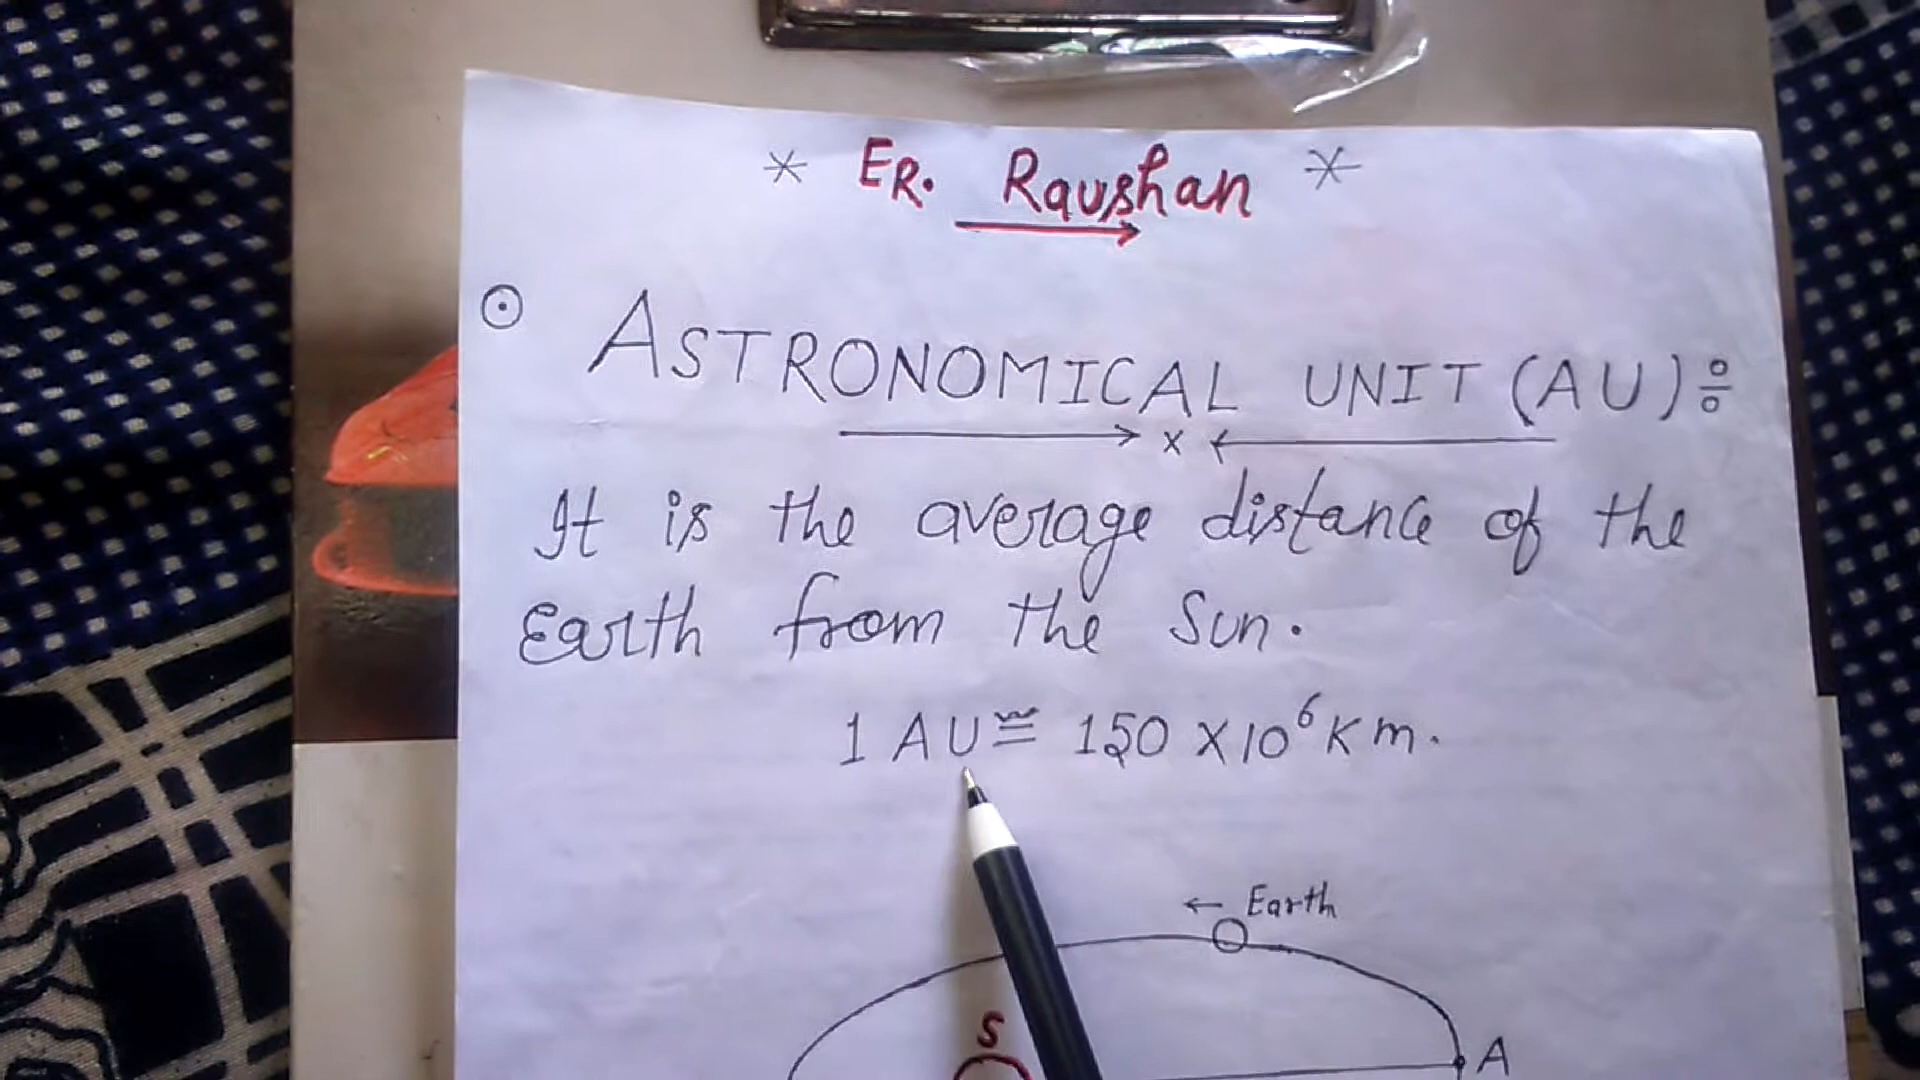 * ER. Raushan *
⊙ ASTRONOMICAL UNIT (AU) ÷
→ x ←
It is the average distance of the
Earth from the Sun.
1 AU ≅ 150 × 10⁶ Km.
← Earth
S
A